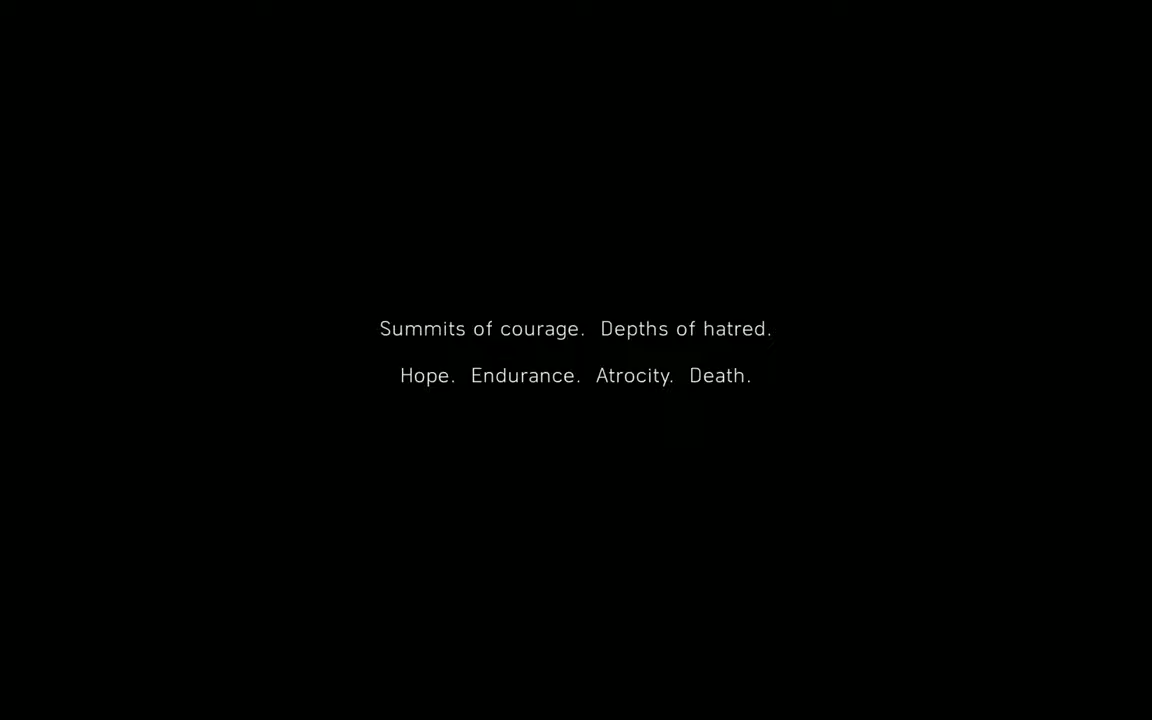 Summits of courage. Depths of hatred.
Hope. Endurance. Atrocity. Death.